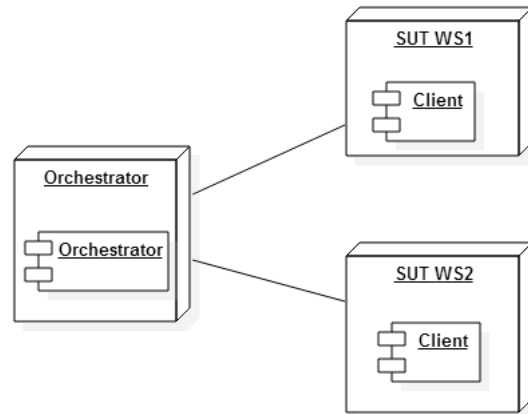 SUT WS1
Client
Orchestrator
Orchestrator
SUT WS2
Client